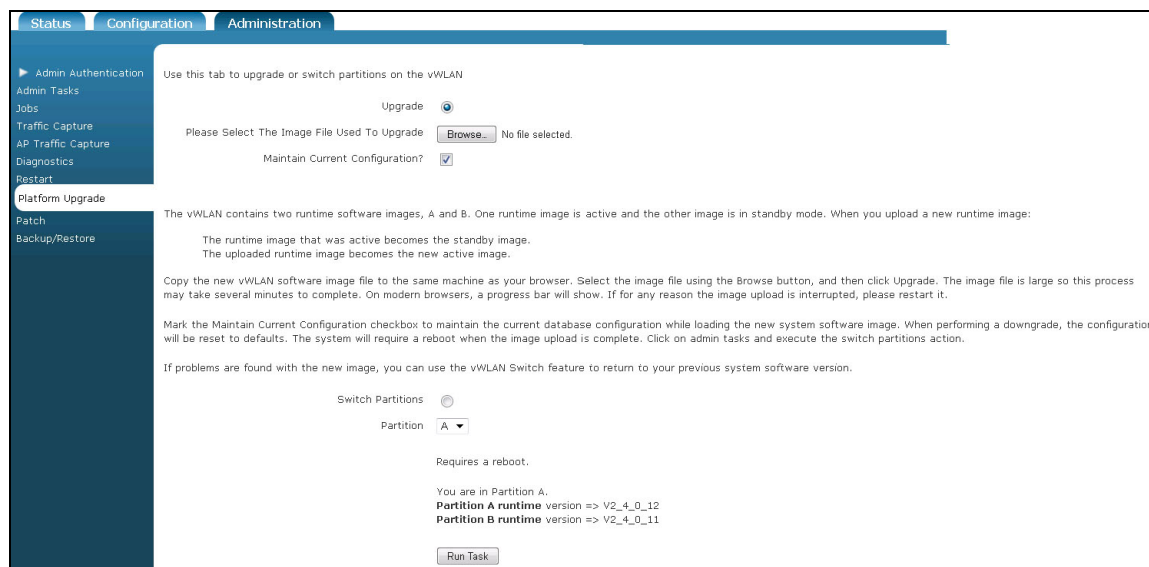 Status Configuration Administration
Admin Authentication
Admin Tasks
Jobs
Traffic Capture
AP Traffic Capture
Diagnostics
Restart
Platform Upgrade
Patch
Backup/Restore
Use this tab to upgrade or switch partitions on the vWLAN
Upgrade
Please Select The Image File Used To Upgrade Browse... No file selected.
Maintain Current Configuration?
The vWLAN contains two runtime software images, A and B. One runtime image is active and the other image is in standby mode. When you upload a new runtime image:
The runtime image that was active becomes the standby image.
The uploaded runtime image becomes the new active image.
Copy the new vWLAN software image file to the same machine as your browser. Select the image file using the Browse button, and then click Upgrade. The image file is large so this process
may take several minutes to complete. On modern browsers, a progress bar will show. If for any reason the image upload is interrupted, please restart it.
Mark the Maintain Current Configuration checkbox to maintain the current database configuration while loading the new system software image. When performing a downgrade, the configuration
will be reset to defaults. The system will require a reboot when the image upload is complete. Click on admin tasks and execute the switch partitions action.
If problems are found with the new image, you can use the vWLAN Switch feature to return to your previous system software version.
Switch Partitions
Partition A
Requires a reboot.
You are in Partition A.
Partition A runtime version => V2_4_0_12
Partition B runtime version => V2_4_0_11
Run Task